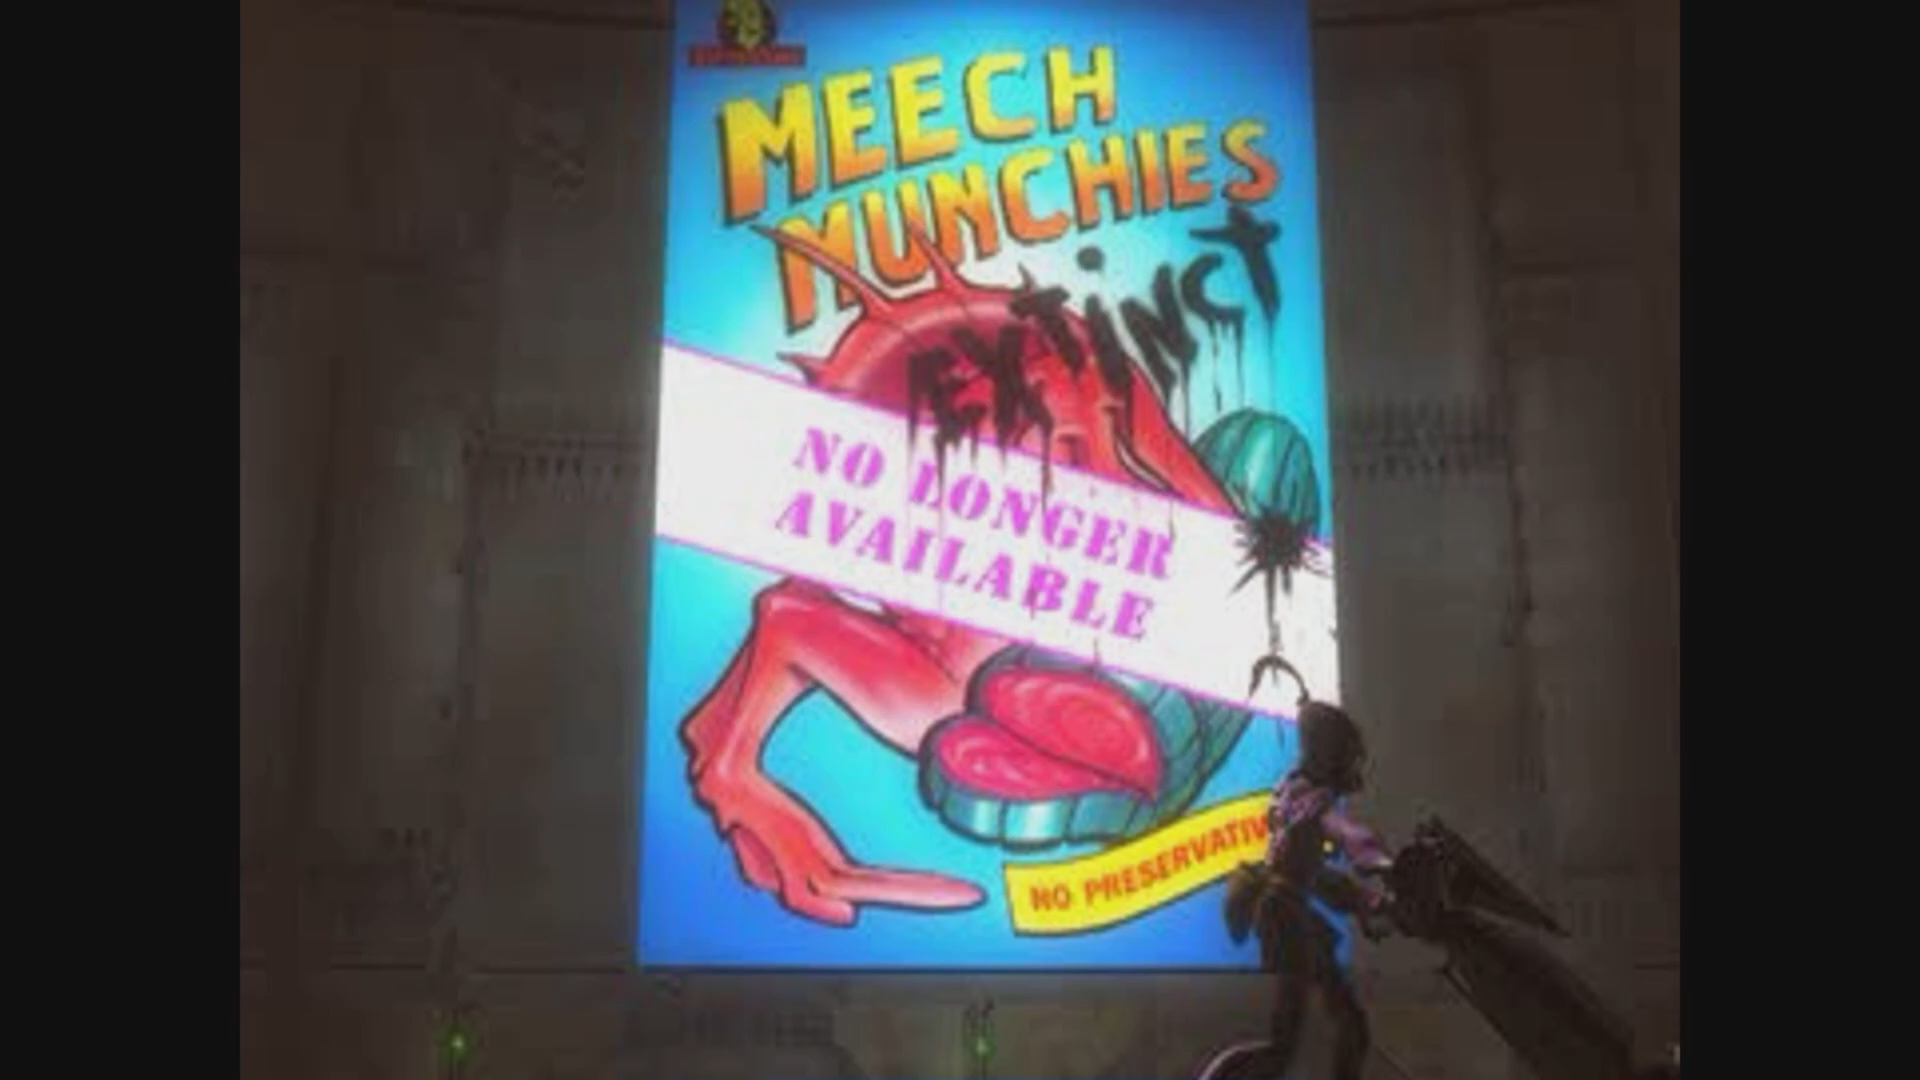 MEECH
MUNCHIES
EXTiNCT
NO LONGER
AVAILABLE
NO PRESERVATIV